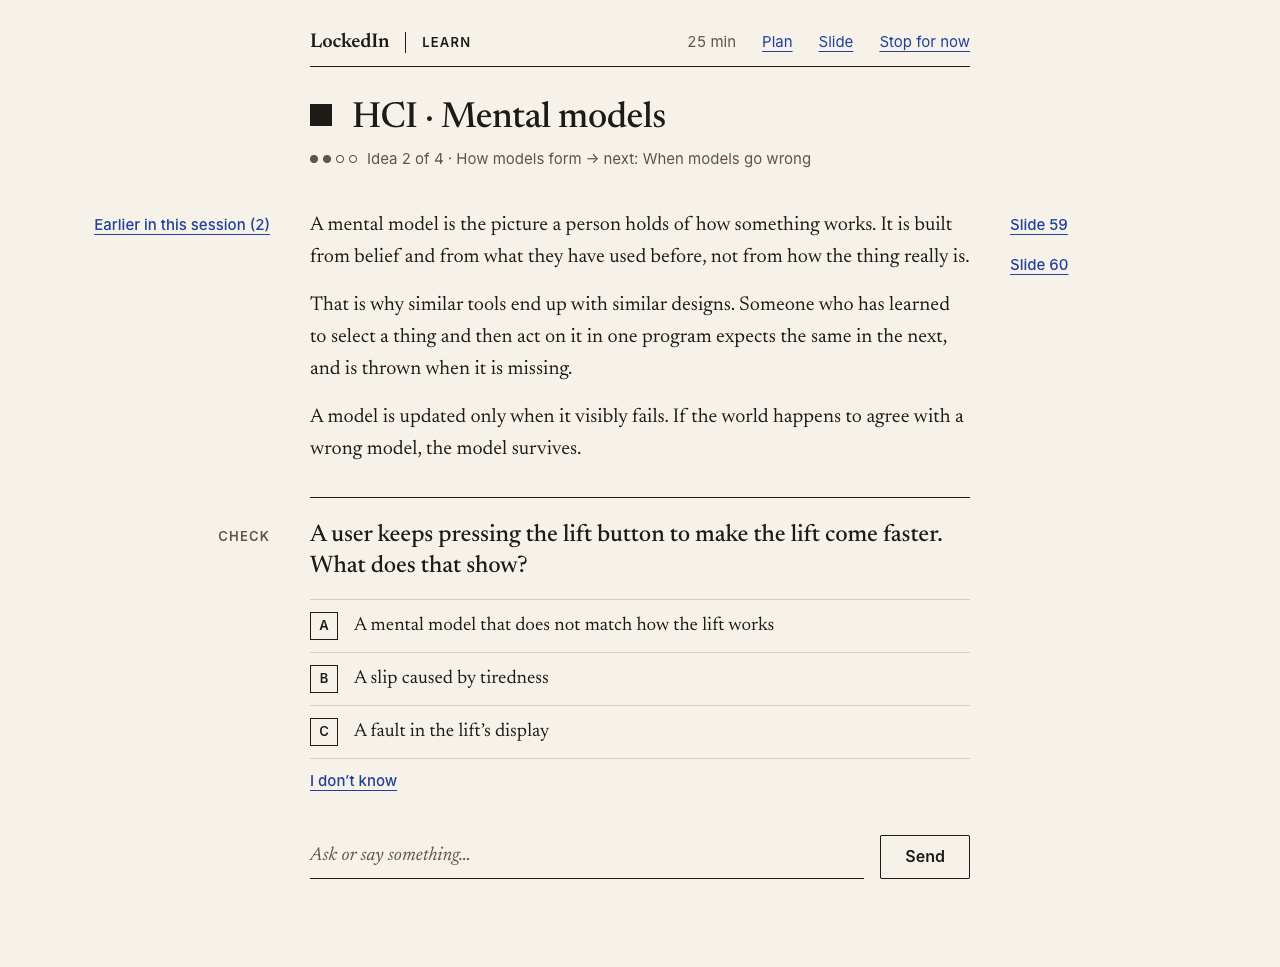 LockedIn | LEARN 25 min Plan Slide Stop for now
HCI · Mental models
Idea 2 of 4 · How models form → next: When models go wrong
Earlier in this session (2)
A mental model is the picture a person holds of how something works. It is built
from belief and from what they have used before, not from how the thing really is.
That is why similar tools end up with similar designs. Someone who has learned
to select a thing and then act on it in one program expects the same in the next,
and is thrown when it is missing.
A model is updated only when it visibly fails. If the world happens to agree with a
wrong model, the model survives.
Slide 59
Slide 60
CHECK
A user keeps pressing the lift button to make the lift come faster.
What does that show?
A A mental model that does not match how the lift works
B A slip caused by tiredness
C A fault in the lift’s display
I don’t know
Ask or say something…
Send